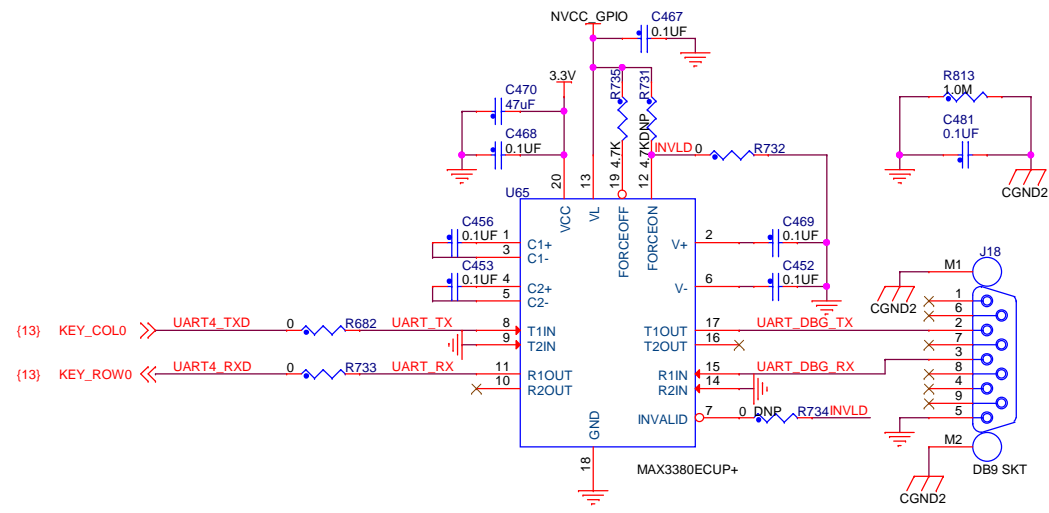 NVCC_GPIO
C467
0.1UF
3.3V
C470
47uF
C468
0.1UF
R735
4.7K
R731
4.7K DNP
INVLD
0
R732
R813
1.0M
C481
0.1UF
CGND2
20
13
19
12
U65
VCC
VL
FORCEOFF
FORCEON
C456
0.1UF
1
3
C1+
C1-
C453
0.1UF
4
5
C2+
C2-
2
V+
C469
0.1UF
6
V-
C452
0.1UF
{13}
KEY_COL0
UART4_TXD
0
R682
UART_TX
8
9
T1IN
T2IN
T1OUT
T2OUT
17
16
UART_DBG_TX
{13}
KEY_ROW0
UART4_RXD
0
R733
UART_RX
11
10
R1OUT
R2OUT
R1IN
R2IN
15
14
UART_DBG_RX
INVALID
7
0
DNP
R734
INVLD
GND
18
MAX3380ECUP+
J18
M1
CGND2
1
6
2
7
3
8
4
9
5
M2
DB9 SKT
CGND2